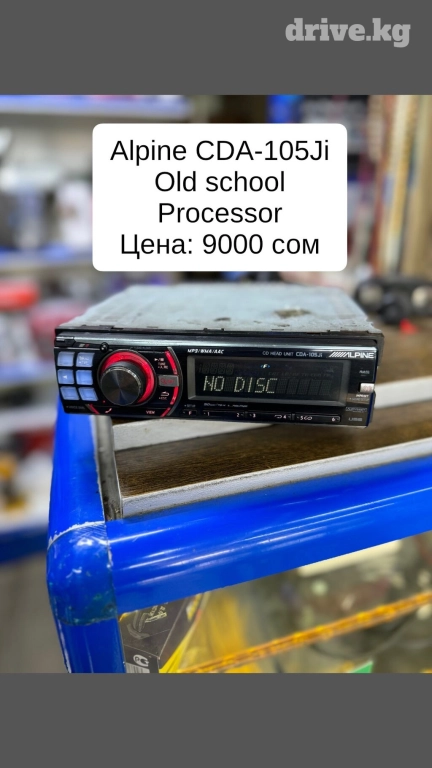 drive.kg
Alpine CDA-105Ji
Old school
Processor
Цена: 9000 сом
MP3/WMA/AAC
CD HEAD UNIT CDA-105Ji
ALPINE
NO DISC